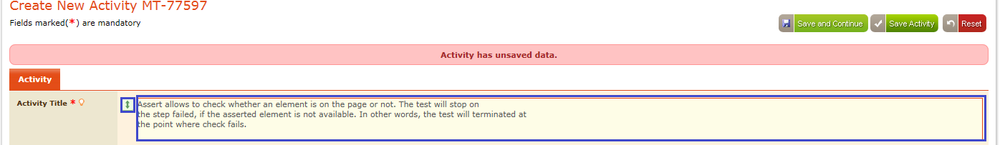 Create New Activity MT-77597
Fields marked(*) are mandatory
Save and Continue
Save Activity
Reset
Activity has unsaved data.
Activity
Activity Title *
Assert allows to check whether an element is on the page or not. The test will stop on
the step failed, if the asserted element is not available. In other words, the test will terminated at
the point where check fails.